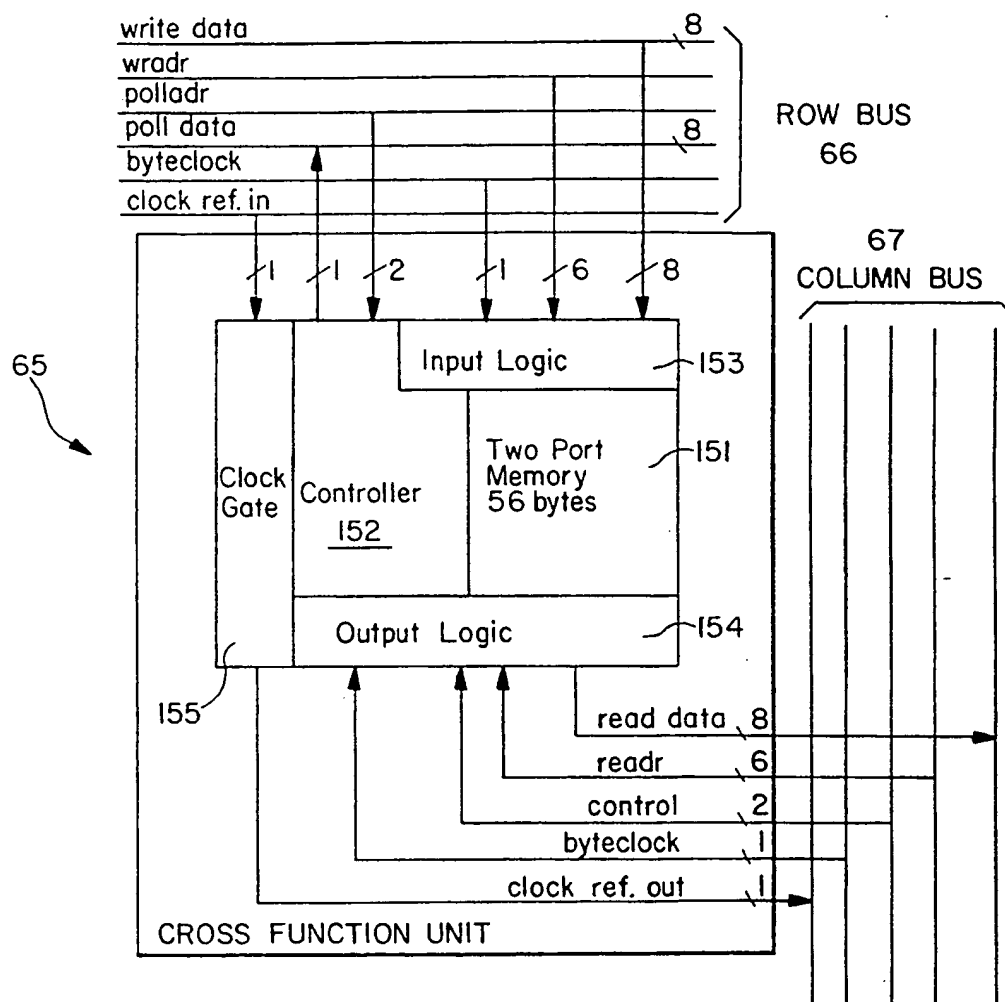 write data 8
wradr
polladr
poll data 8
byteclock
clock ref. in
ROW BUS
66
67
COLUMN BUS
1 1 2 1 6 8
65
Input Logic 153
Two Port
Memory
56 bytes
151
Clock
Gate
Controller
152
Output Logic 154
155
read data 8
readr 6
control 2
byteclock 1
clock ref. out 1
CROSS FUNCTION UNIT